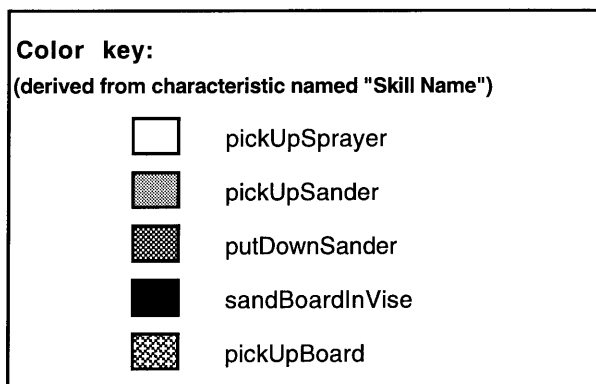 Color key:
(derived from characteristic named "Skill Name")
pickUpSprayer
pickUpSander
putDownSander
sandBoardInVise
pickUpBoard